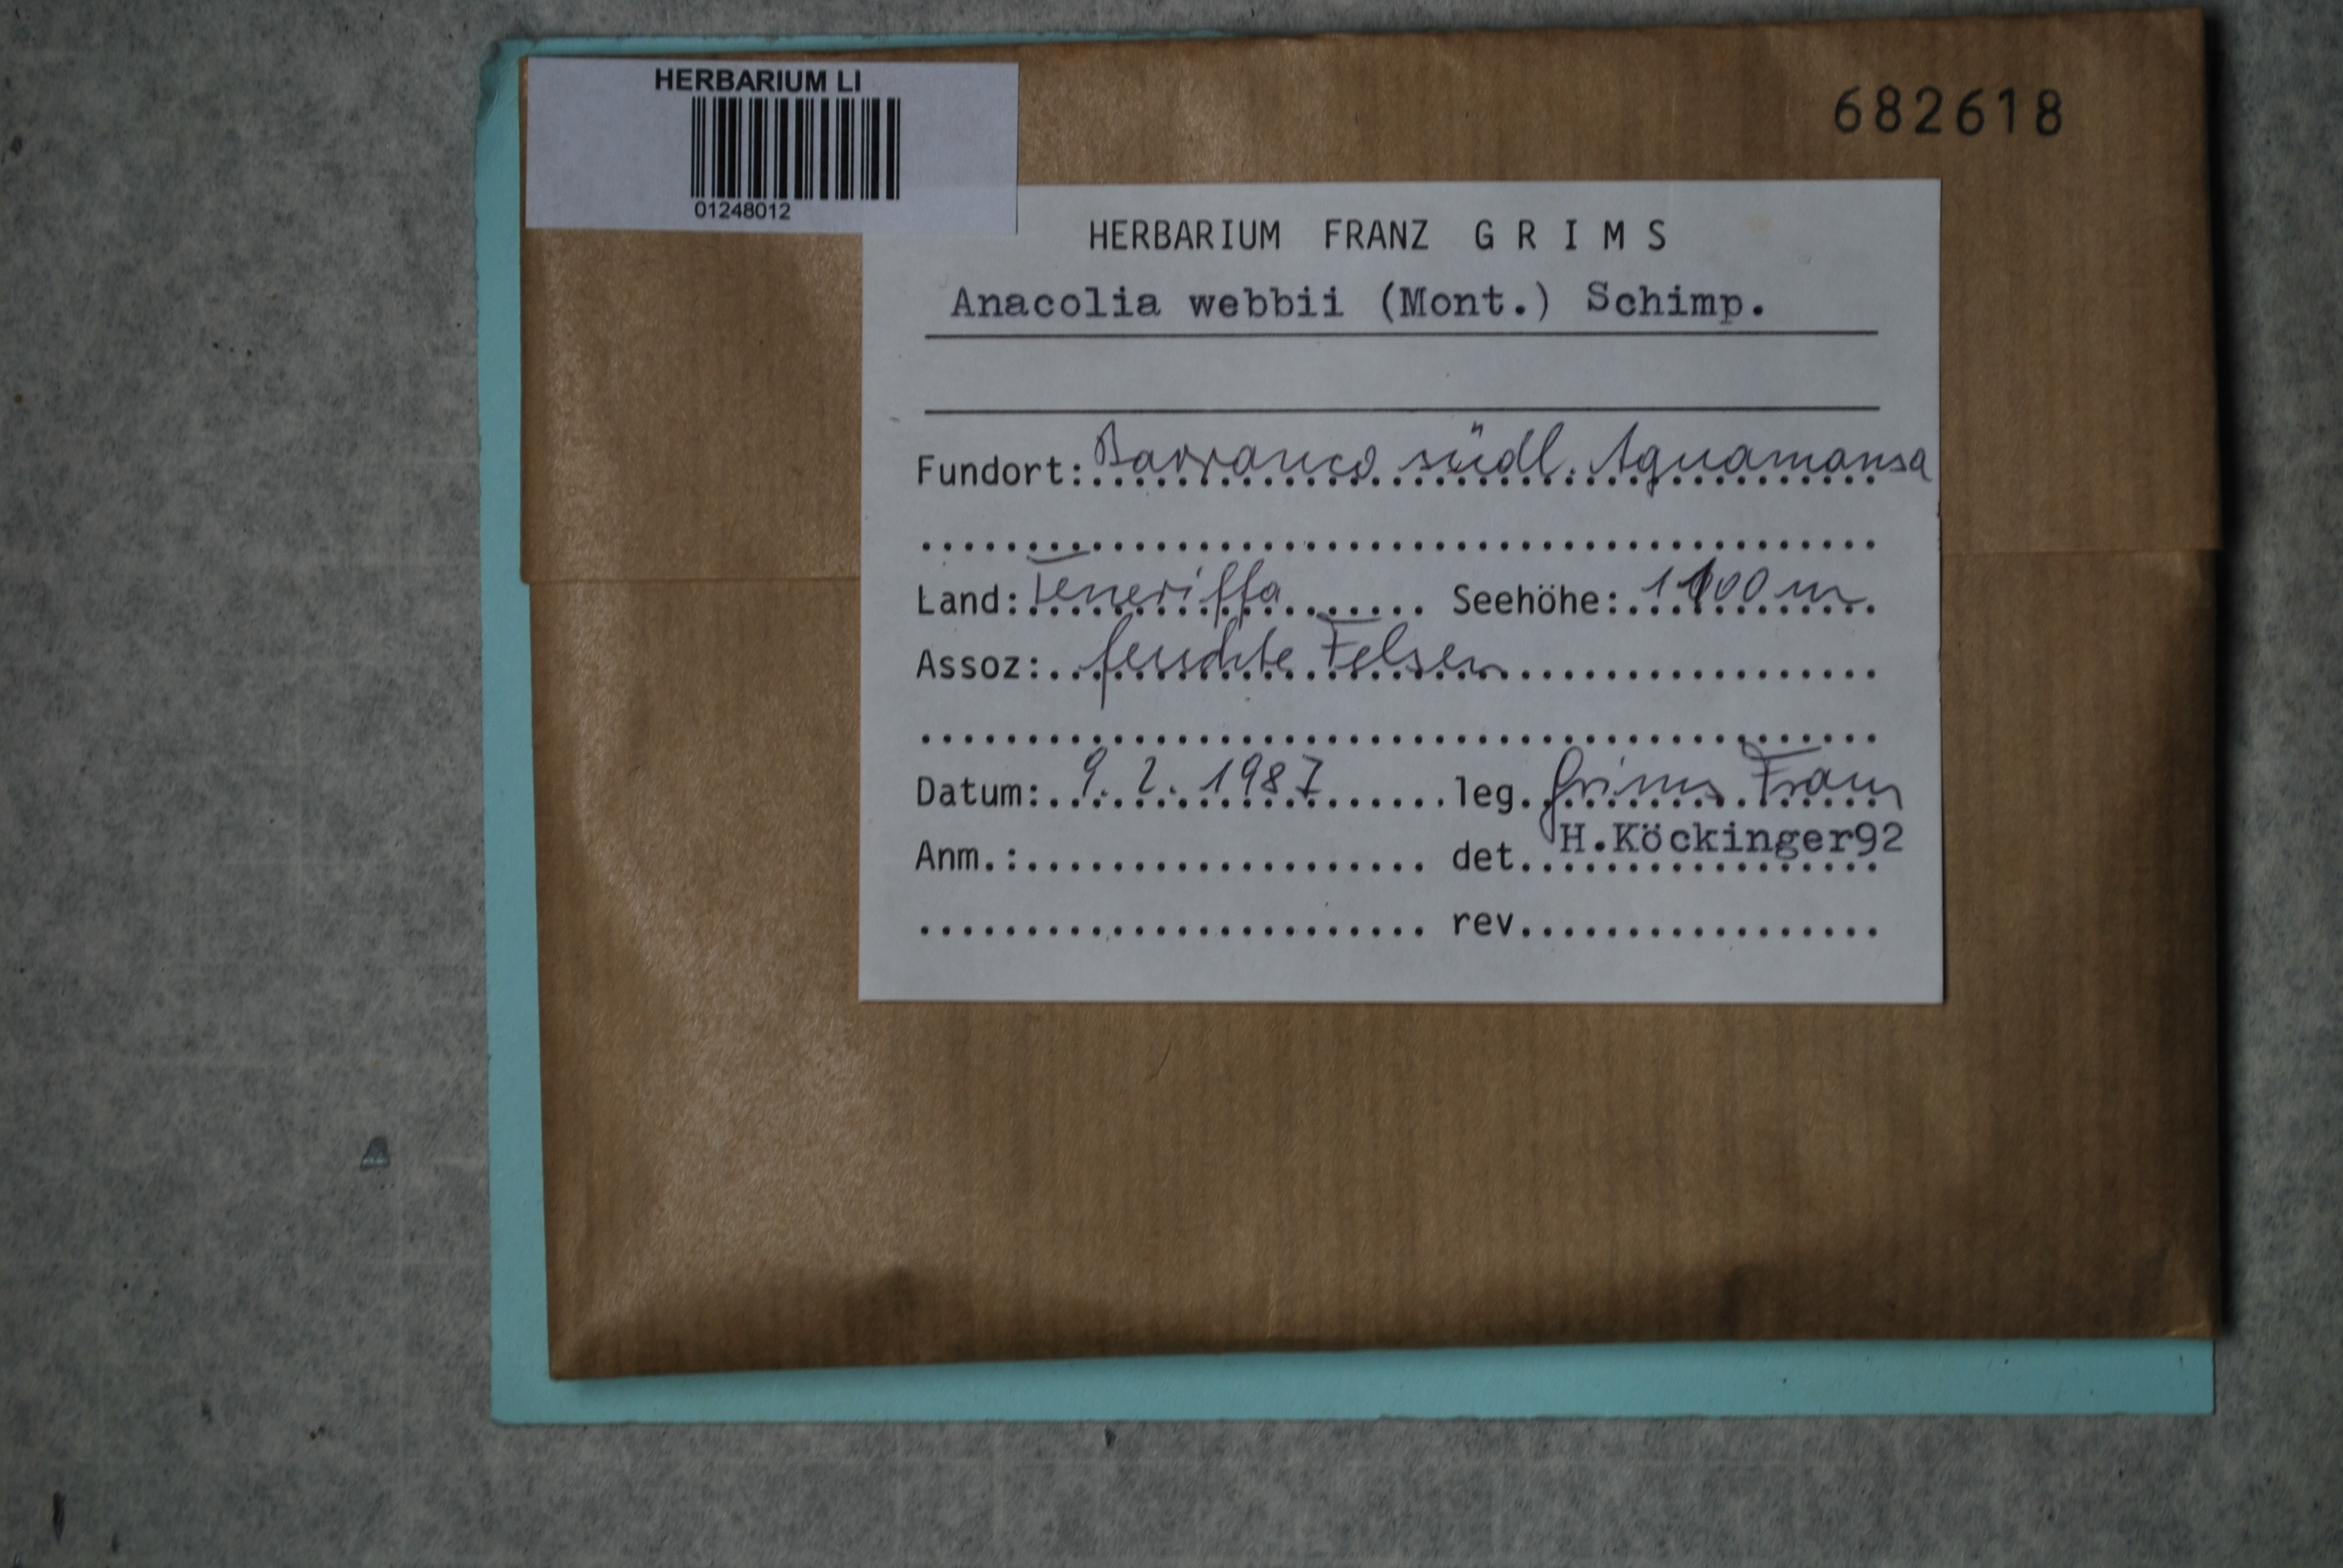 HERBARIUM LI
01248012
682618
HERBARIUM FRANZ G R I M S
Anacolia webbii (Mont.) Schimp.
Fundort: Barranco südl. Aguamansa
Land: Teneriffa Seehöhe: 1100 m
Assoz: feuchte Felsen
Datum: 9. 2. 1987 leg. Grims Franz
Anm.: det. H.Köckinger92
rev.